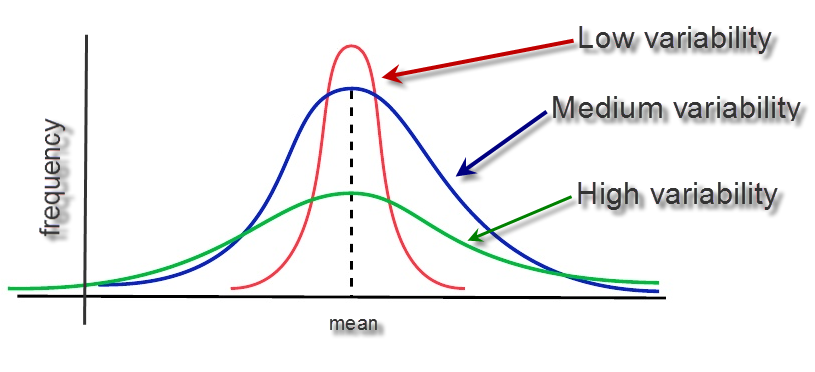 Low variability
Medium variability
High variability
frequency
mean